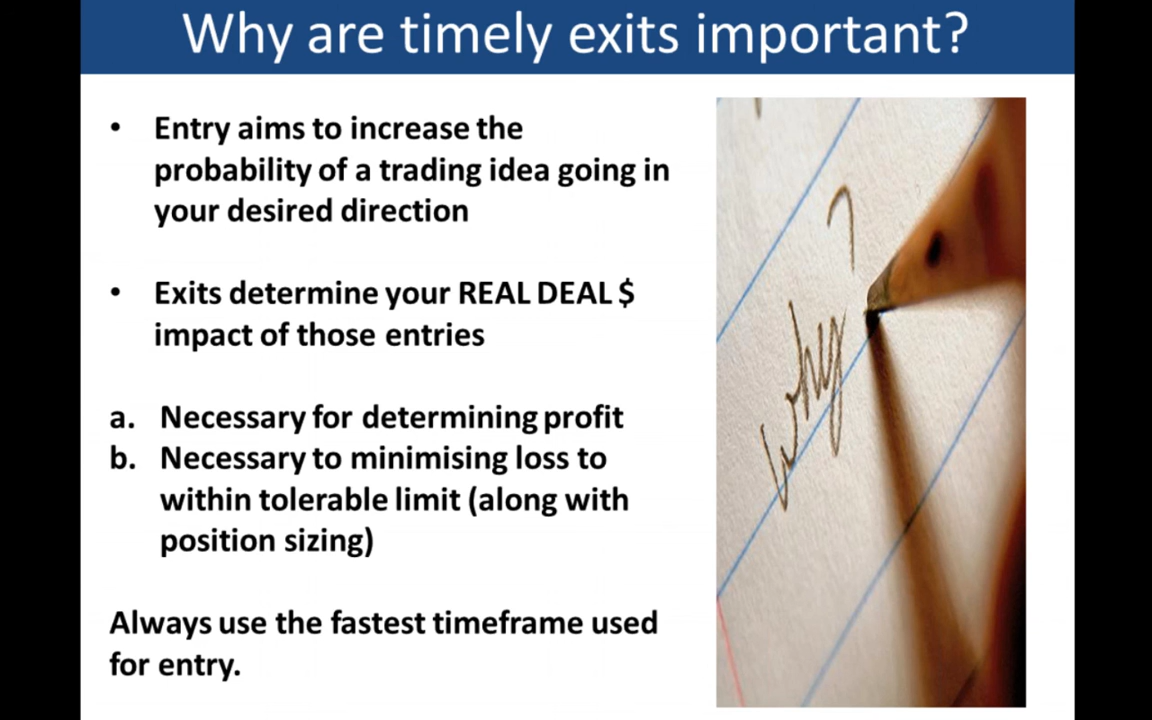 Why are timely exits important?
• Entry aims to increase the
probability of a trading idea going in
your desired direction
• Exits determine your REAL DEAL $
impact of those entries
a. Necessary for determining profit
b. Necessary to minimising loss to
within tolerable limit (along with
position sizing)
Always use the fastest timeframe used
for entry.
why?